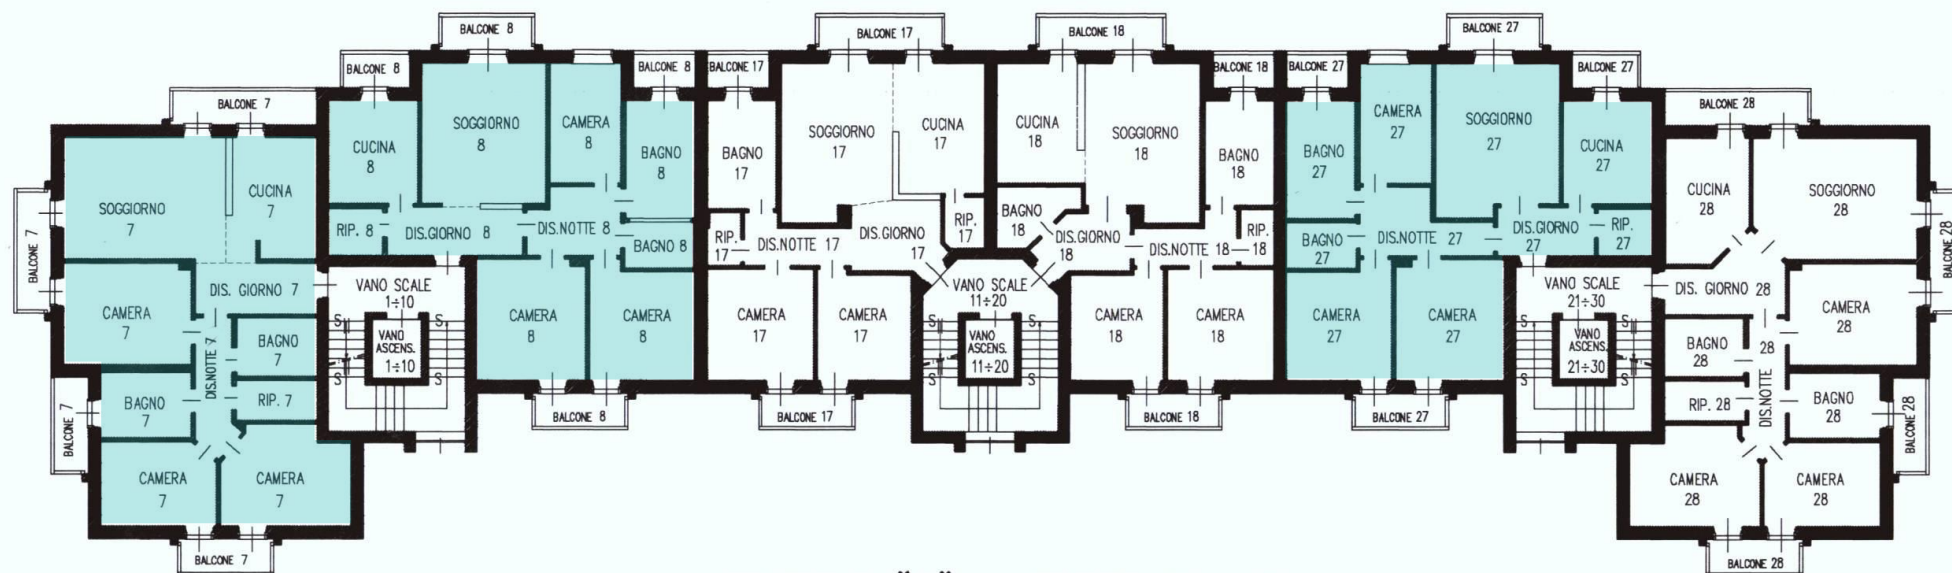 BALCONE 7
SOGGIORNO
7
CUCINA
7
BALCONE 7
CAMERA
7
DIS. GIORNO 7
BAGNO
7
DIS.NOTTE 7
RIP. 7
BAGNO
7
BALCONE 7
CAMERA
7
CAMERA
7
BALCONE 7
BALCONE 8
BALCONE 8
BALCONE 8
CUCINA
8
SOGGIORNO
8
CAMERA
8
BAGNO
8
RIP. 8
DIS.GIORNO 8
DIS.NOTTE 8
BAGNO 8
CAMERA
8
CAMERA
8
BALCONE 8
VANO SCALE
1÷10
S
S
VANO
ASCENS.
1÷10
S
S
BALCONE 17
BALCONE 17
BAGNO
17
SOGGIORNO
17
CUCINA
17
RIP.
17
DIS.NOTTE 17
DIS.GIORNO
17
RIP.
17
CAMERA
17
CAMERA
17
BALCONE 17
VANO SCALE
11÷20
S
S
VANO
ASCENS.
11÷20
S
S
BALCONE 18
BALCONE 18
CUCINA
18
SOGGIORNO
18
BAGNO
18
BAGNO
18
DIS.GIORNO
18
DIS.NOTTE 18
RIP.
18
CAMERA
18
CAMERA
18
BALCONE 18
BALCONE 27
BALCONE 27
BALCONE 27
BAGNO
27
CAMERA
27
SOGGIORNO
27
CUCINA
27
BAGNO
27
DIS.NOTTE 27
DIS.GIORNO
27
RIP.
27
CAMERA
27
CAMERA
27
BALCONE 27
VANO SCALE
21÷30
S
S
VANO
ASCENS.
21÷30
S
S
BALCONE 28
CUCINA
28
SOGGIORNO
28
BALCONE 28
DIS. GIORNO 28
CAMERA
28
BAGNO
28
DIS.NOTTE 28
RIP. 28
BAGNO
28
BALCONE 28
CAMERA
28
CAMERA
28
BALCONE 28